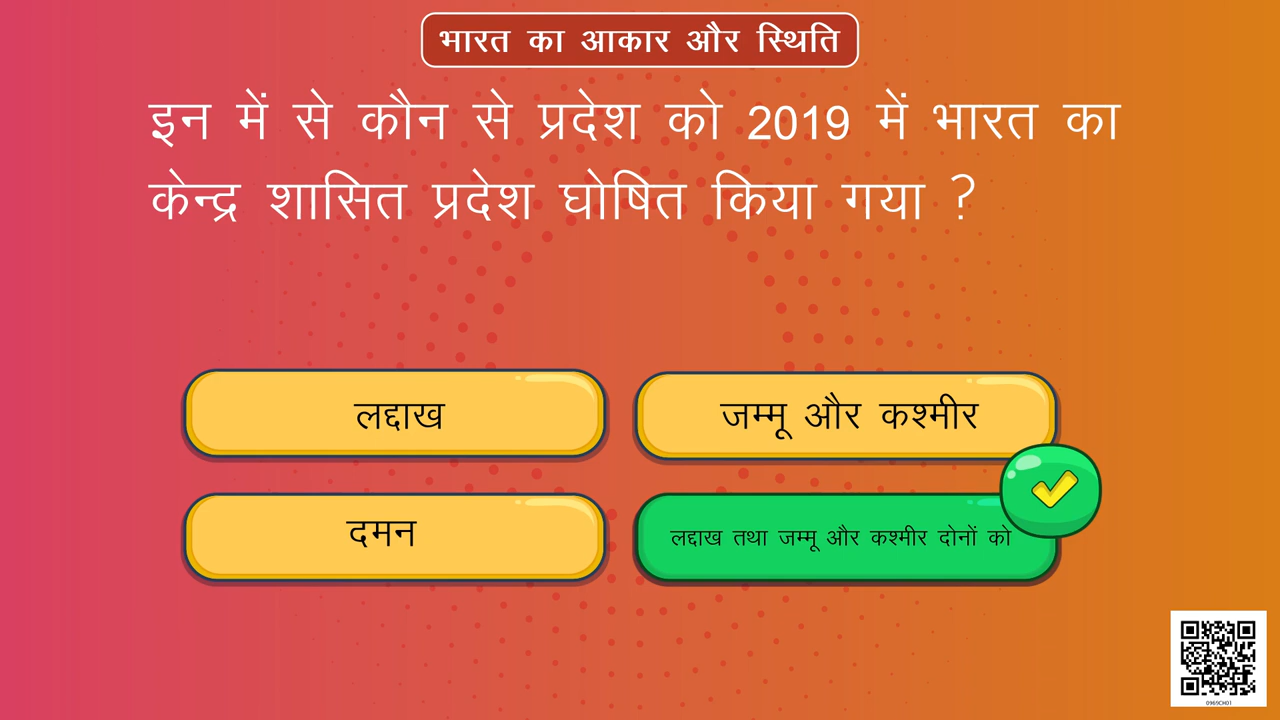 भारत का आकार और स्थिति
इन में से कौन से प्रदेश को 2019 में भारत का
केन्द्र शासित प्रदेश घोषित किया गया ?
लद्दाख
जम्मू और कश्मीर
दमन
लद्दाख तथा जम्मू और कश्मीर दोनों को
0969CH01